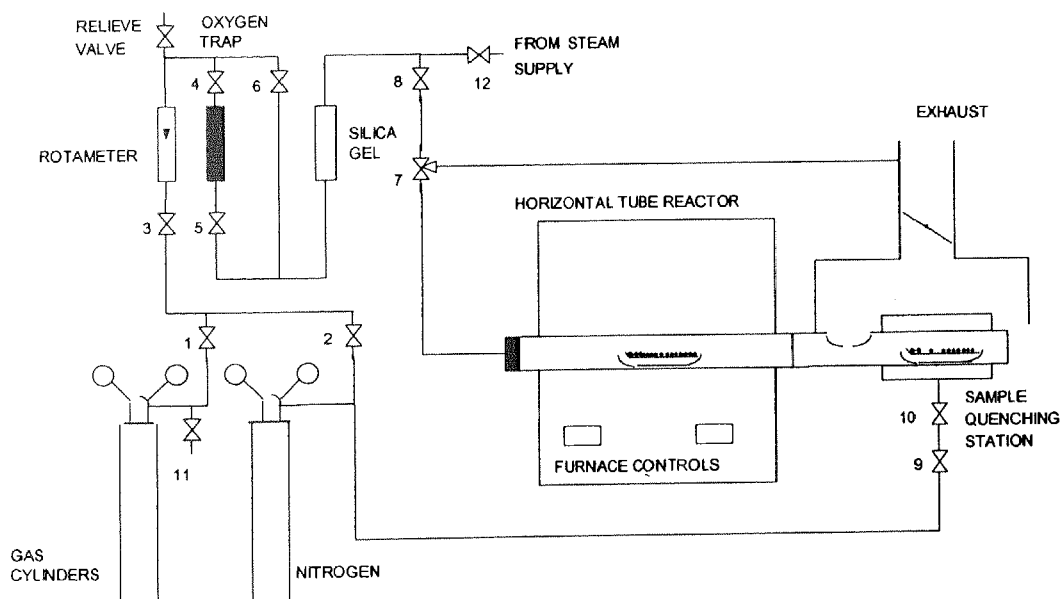 RELIEVE
VALVE
OXYGEN
TRAP
4
6
ROTAMETER
3
5
SILICA
GEL
8
12
FROM STEAM
SUPPLY
7
EXHAUST
HORIZONTAL TUBE REACTOR
1
2
11
FURNACE CONTROLS
10
9
SAMPLE
QUENCHING
STATION
GAS
CYLINDERS
NITROGEN